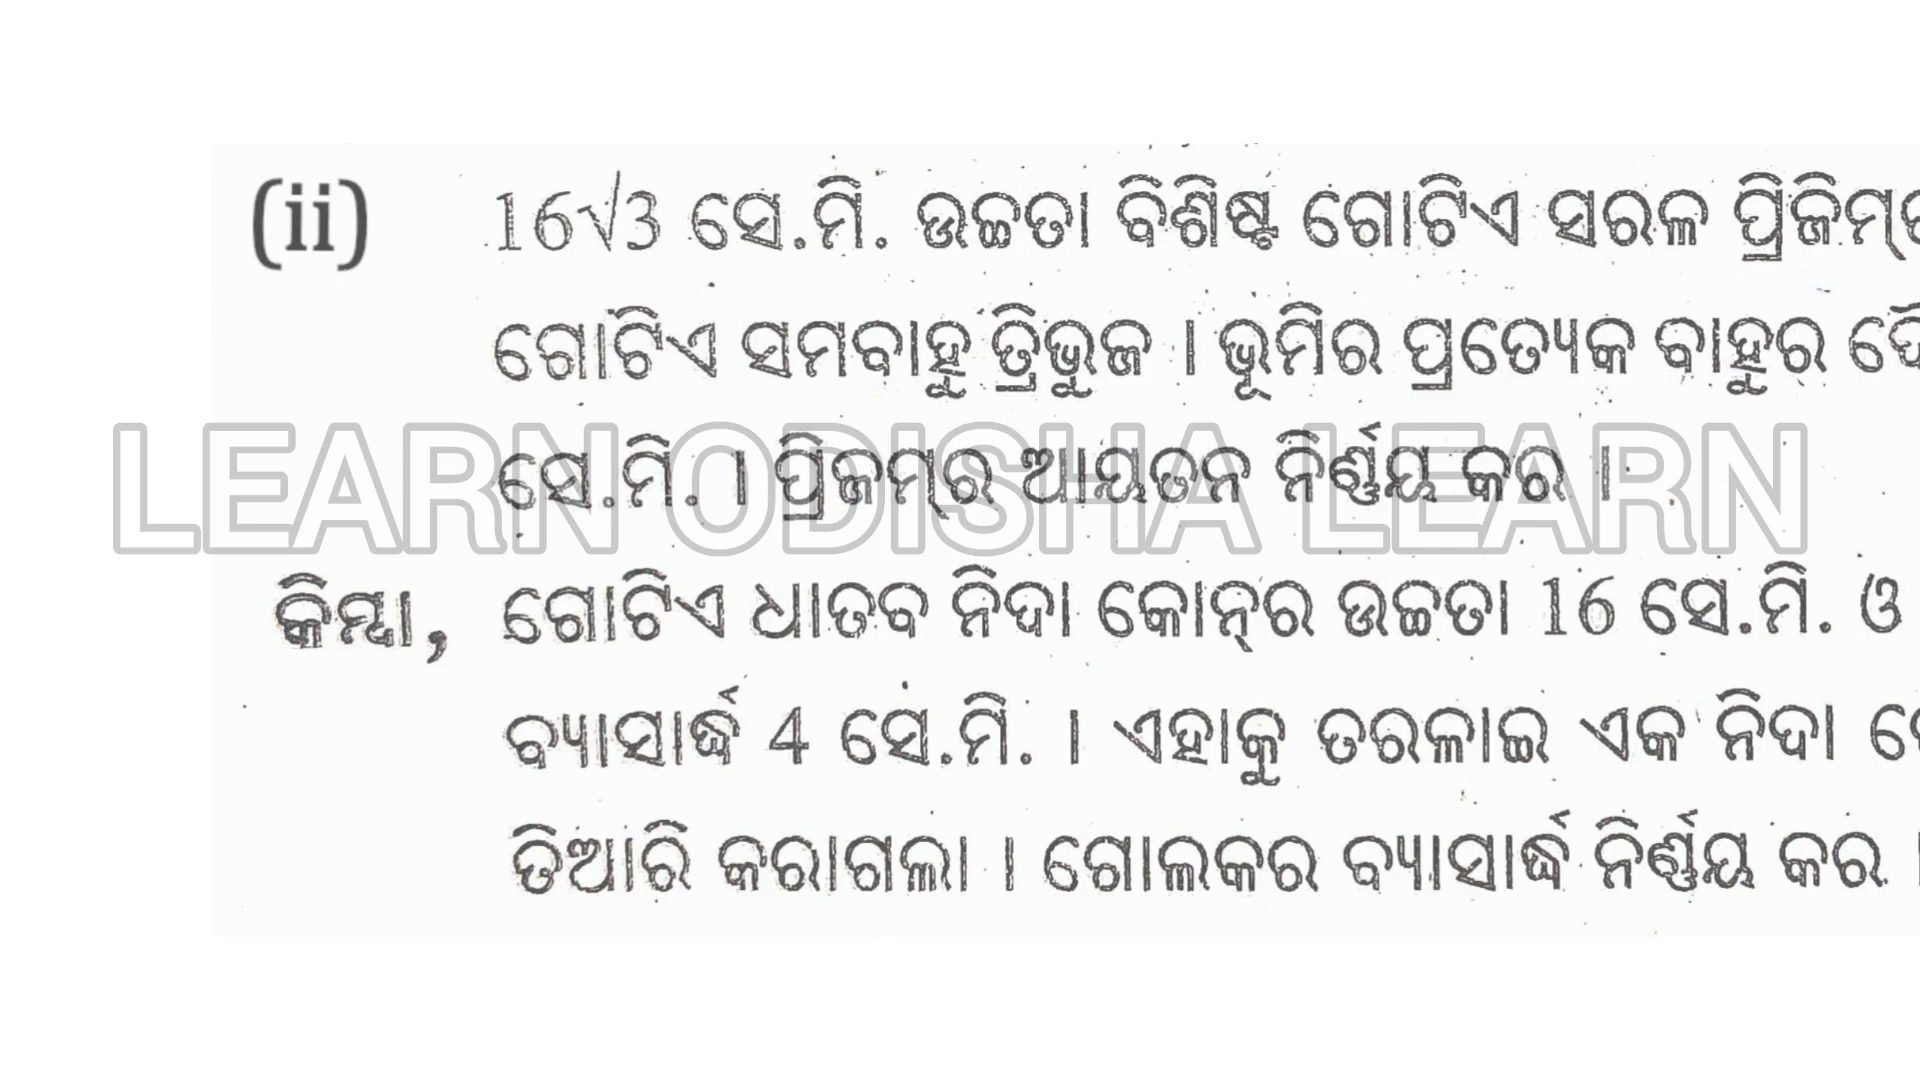 (ii) 16√3 ସେ.ମି. ଉଚ୍ଚତା ବିଶିଷ୍ଟ ଗୋଟିଏ ସରଳ ପ୍ରିଜିମ୍‌ର
ଗୋଟିଏ ସମବାହୁ ତ୍ରିଭୁଜ । ଭୂମିର ପ୍ରତ୍ୟେକ ବାହୁର
ସେ.ମି. । ପ୍ରିଜମ୍‌ର ଆୟତନ ନିର୍ଣ୍ଣୟ କର ।
LEARN ODISHA LEARN
କିମ୍ବା, ଗୋଟିଏ ଧାତବ ନିଦା କୋନ୍‌ର ଉଚ୍ଚତା 16 ସେ.ମି. ଓ
ବ୍ୟାସାର୍ଦ୍ଧ 4 ସେ.ମି. । ଏହାକୁ ତରଳାଇ ଏକ ନିଦା
ତିଆରି କରାଗଲା । ଗୋଲକର ବ୍ୟାସାର୍ଦ୍ଧ ନିର୍ଣ୍ଣୟ କର ।